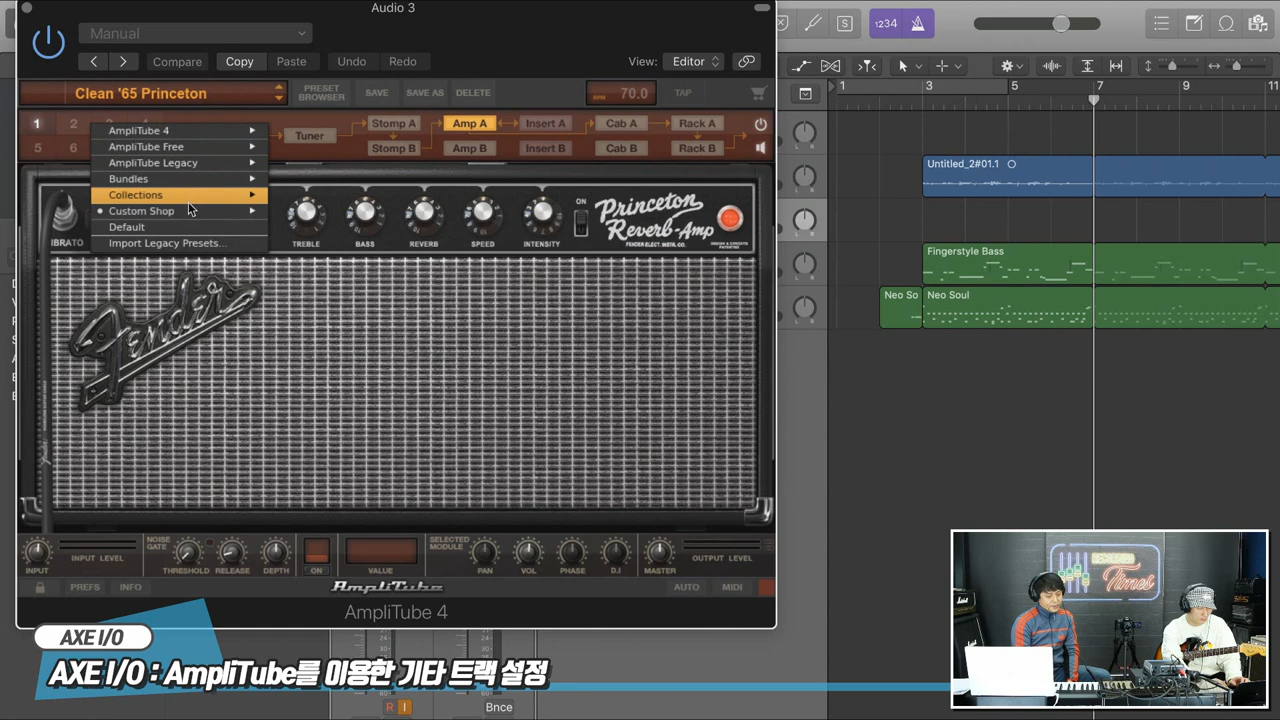 Audio 3
Manual
Compare
Copy
Paste
Undo
Redo
View:
Editor
S
1234
Clean '65 Princeton
PRESET BROWSER
SAVE
SAVE AS
DELETE
BPM 70.0
TAP
1 2
5 6
AmpliTube 4
AmpliTube Free
AmpliTube Legacy
Bundles
Collections
Custom Shop
Default
Import Legacy Presets...
Tuner
Stomp A
Amp A
Insert A
Cab A
Rack A
Stomp B
Amp B
Insert B
Cab B
Rack B
IBRATO
TREBLE
BASS
REVERB
SPEED
INTENSITY
ON
Princeton
Reverb-Amp
FENDER ELECT. INST. CO.
Fender
INPUT
INPUT LEVEL
NOISE GATE
THRESHOLD
RELEASE
DEPTH
ON
VALUE
SELECTED MODULE
PAN
VOL
PHASE
D.I
MASTER
OUTPUT LEVEL
PREFS
INFO
AmpliTube
AUTO
MIDI
AmpliTube 4
1 3 5 7 9 11
Untitled_2#01.1
Fingerstyle Bass
Neo So
Neo Soul
Times
R I
Bnce
AXE I/O
AXE I/O : AmpliTube를 이용한 기타 트랙 설정